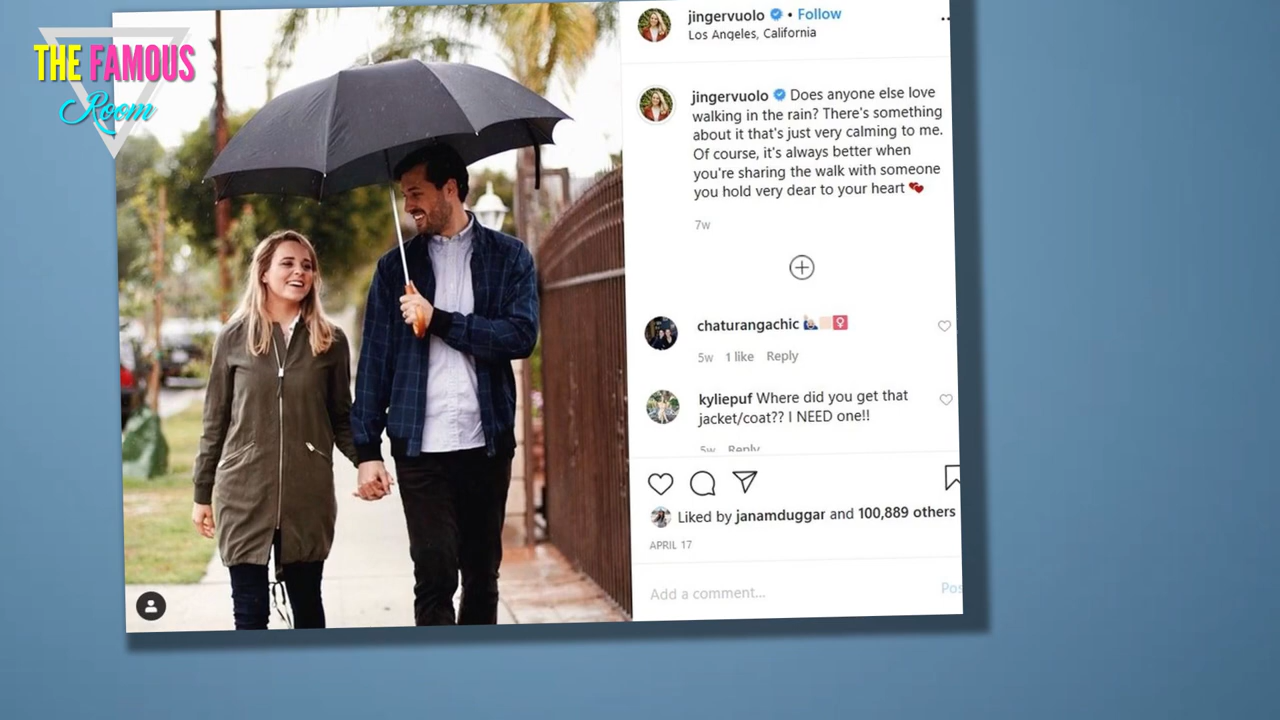 THE FAMOUS
Room
jingervuolo • Follow
Los Angeles, California
...
jingervuolo Does anyone else love
walking in the rain? There's something
about it that's just very calming to me.
Of course, it's always better when
you're sharing the walk with someone
you hold very dear to your heart 💕
7w
chaturangachic 🙋🏼‍♀
5w 1 like Reply
kyliepuf Where did you get that
jacket/coat?? I NEED one!!
5w Reply
Liked by janamduggar and 100,889 others
APRIL 17
Add a comment... Pos